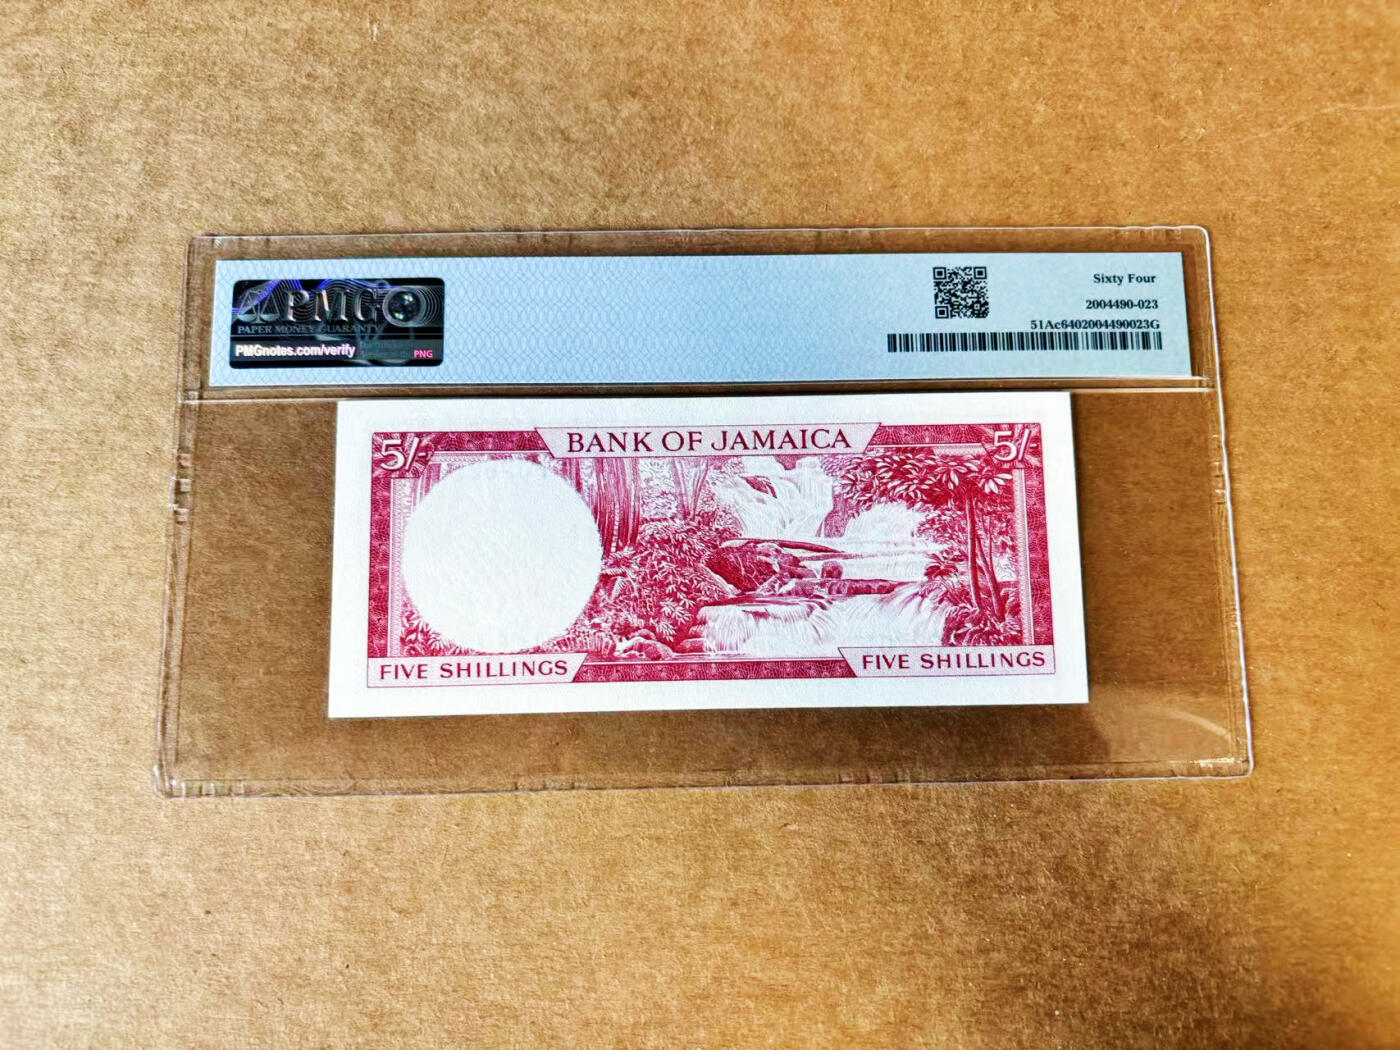 PMG
PAPER MONEY GUARANTY
PMGnotes.com/verify
PNG
Sixty Four
2004490-023
51Ac6402004490023G
5/-
BANK OF JAMAICA
5/-
FIVE SHILLINGS
FIVE SHILLINGS